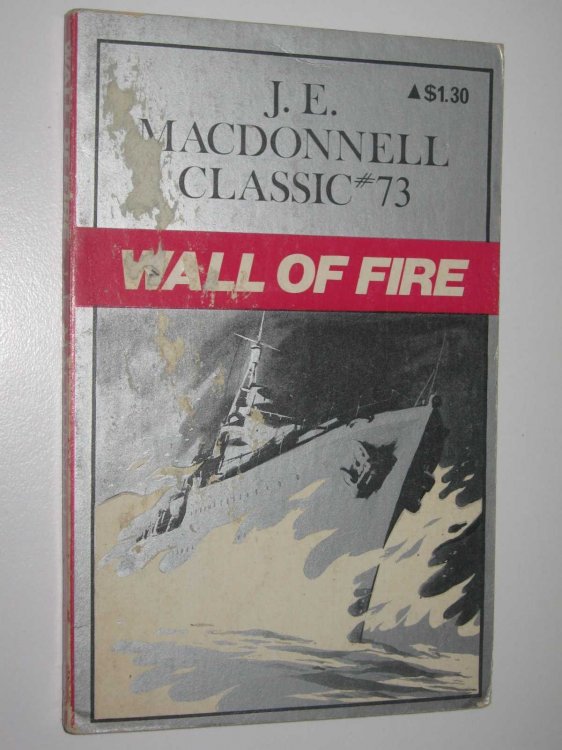 J. E.
▲$1.30
MACDONNELL
CLASSIC #73
WALL OF FIRE